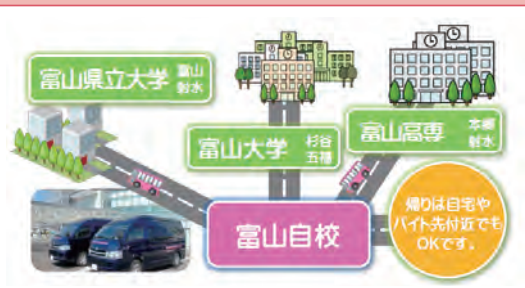 富山県立大学 富山
射水
富山大学 杉谷
五福
富山高専 本郷
射水
富山自校
帰りは自宅や
バイト先付近でも
OKです。